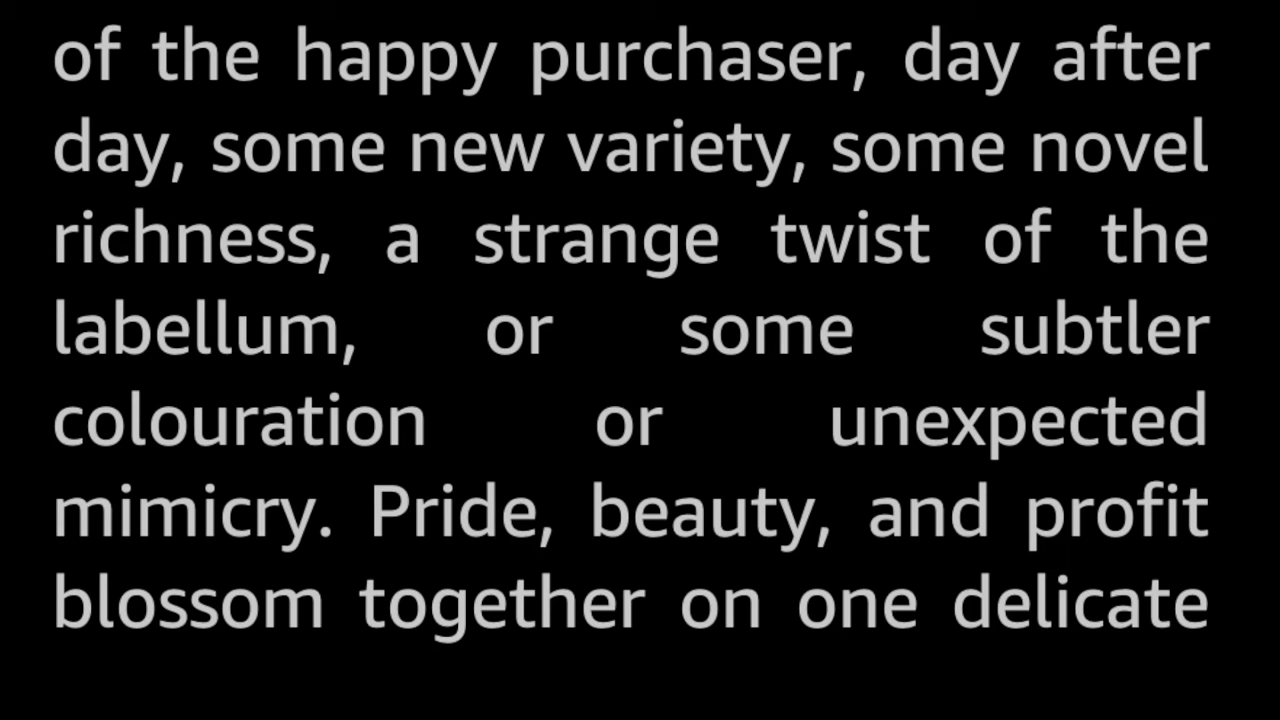 of the happy purchaser, day after
day, some new variety, some novel
richness, a strange twist of the
labellum, or some subtler
colouration or unexpected
mimicry. Pride, beauty, and profit
blossom together on one delicate